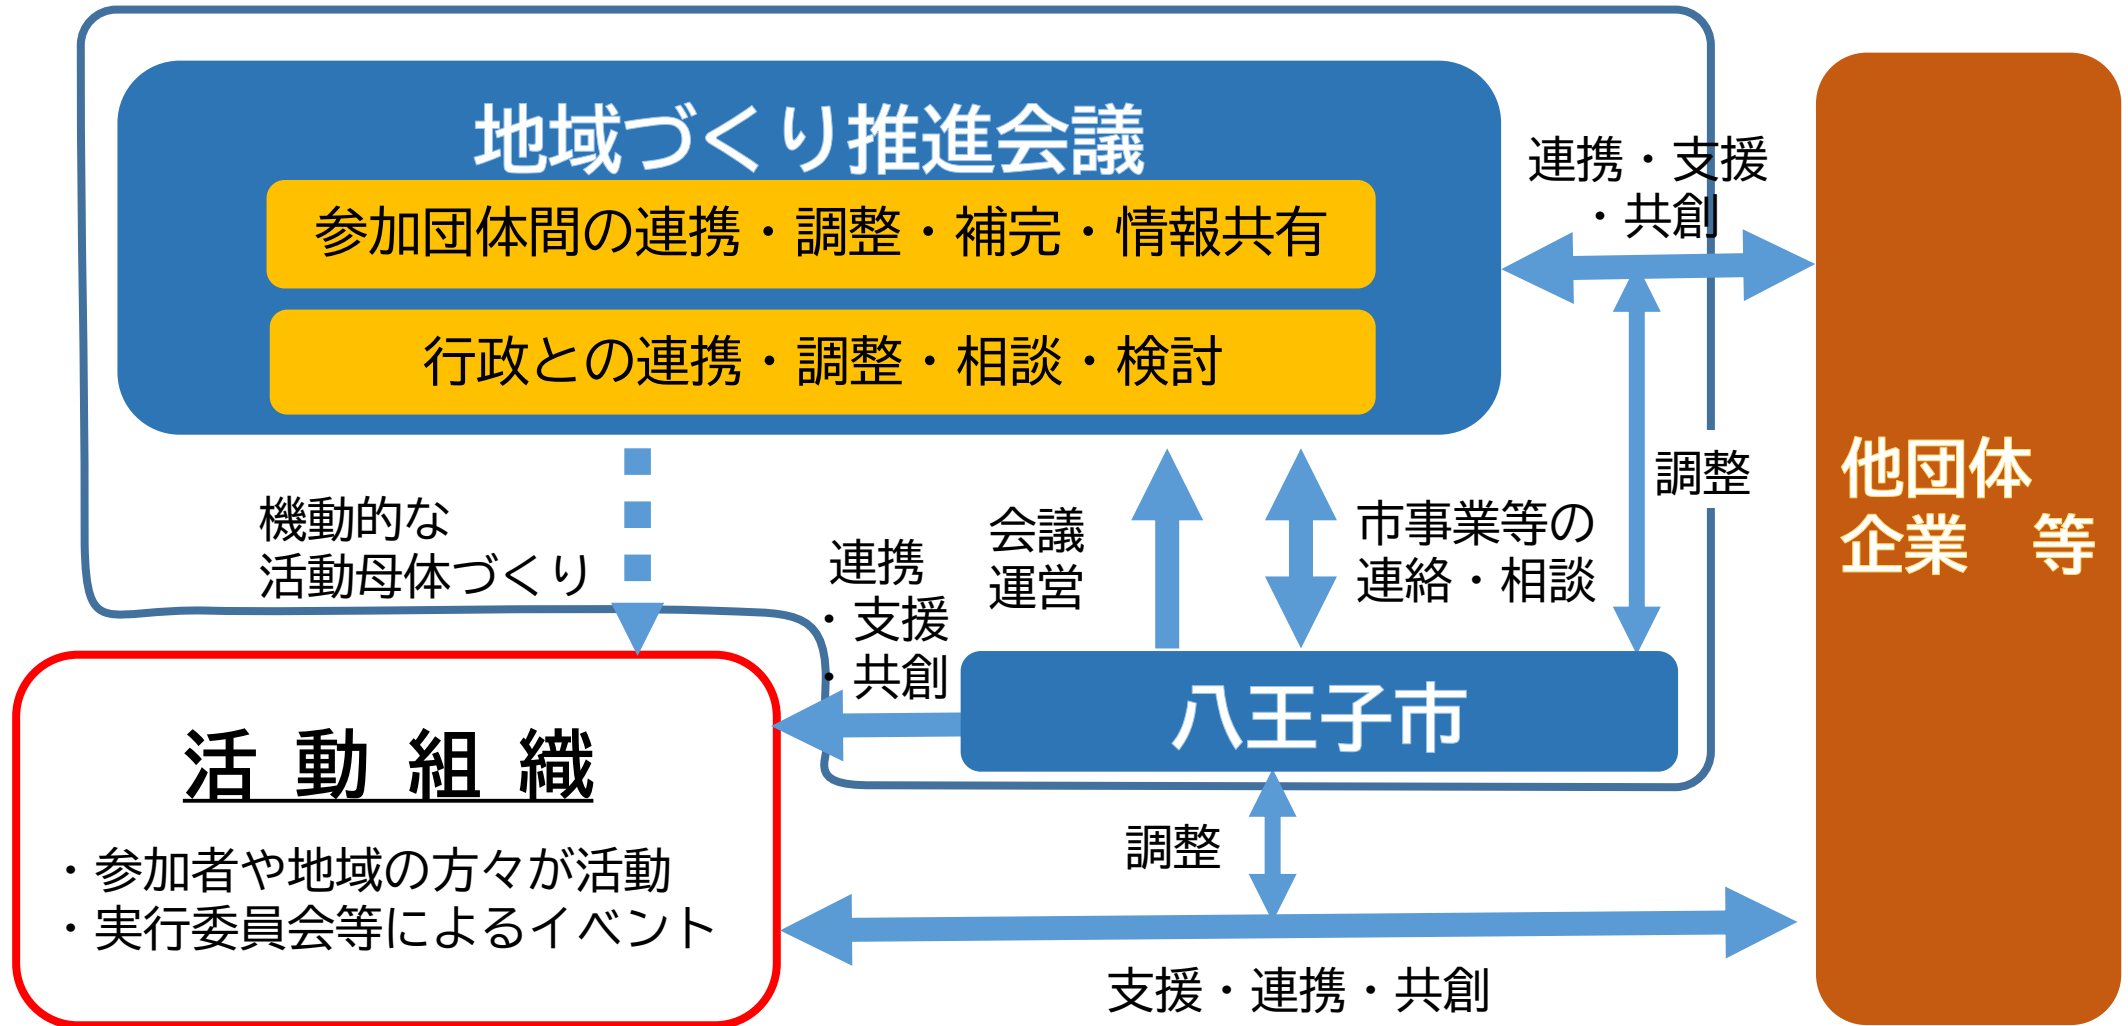 地域づくり推進会議
参加団体間の連携・調整・補完・情報共有
行政との連携・調整・相談・検討
連携・支援
・共創
調整
他団体
企業　等
機動的な
活動母体づくり
連携
・支援
・共創
会議
運営
市事業等の
連絡・相談
八王子市
活 動 組 織
・参加者や地域の方々が活動
・実行委員会等によるイベント
調整
支援・連携・共創